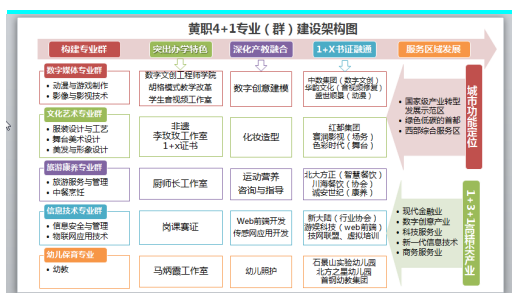 黄职4+1专业（群）建设架构图
构建专业群
突出办学特色
深化产教融合
1+X书证融通
服务区域发展
数字媒体专业群
• 动漫与游戏制作
• 影像与影视技术
数字文创工程师学院
胡格模式教学改革
学生音视频工作室
数字创意建模
中数集团（数字文创）
华韵文化（音视频修复）
盛世顺景（动漫）
文化艺术专业群
• 服装设计与工艺
• 舞台美术设计
• 美发与形象设计
非遗
李玫玫工作室
1+x证书
化妆造型
红都集团
寰润影视（场务）
色彩时代（舞台）
旅游康养专业群
• 旅游服务与管理
• 中餐烹饪
厨师长工作室
运动营养
咨询与指导
北大方正（智慧餐饮）
川海餐饮（协会）
诚安世纪（康养）
信息技术专业群
• 信息安全与管理
• 物联网应用技术
岗课赛证
Web前端开发
传感网应用开发
新大陆（行业协会）
游娱科技（web前端）
技网联盟、虚拟培训
幼儿保育专业
• 幼教
马炳霞工作室
幼儿照护
石景山实验幼儿园
北方之星幼儿园
首钢幼教集团
• 国家级产业转型
发展示范区
• 绿色低碳的首都
• 西部综合服务区
城市功能定位
• 现代金融业
• 数字创意产业
• 科技服务业
• 新一代信息技术
• 商务服务业
1+3+1高精尖产业